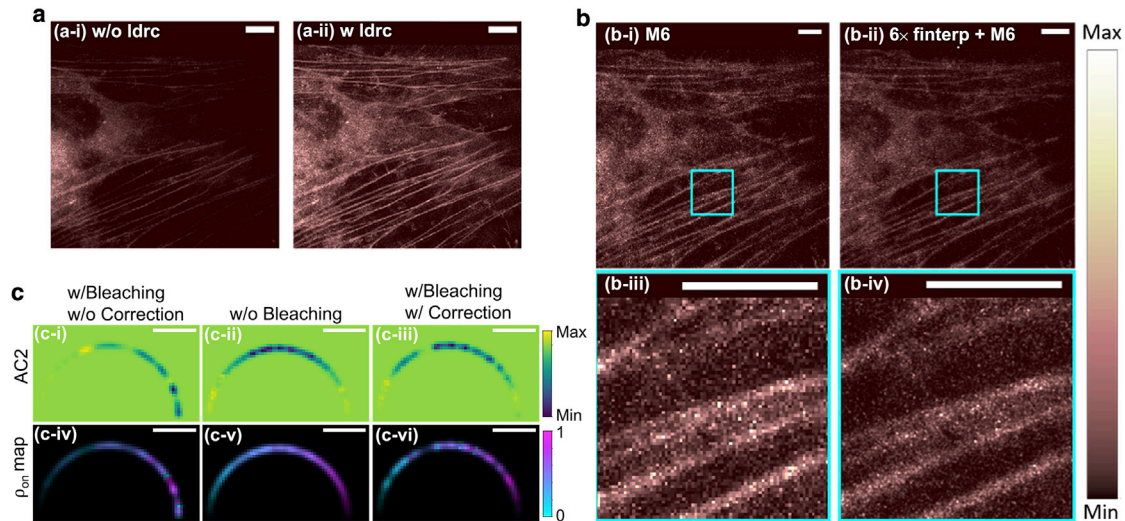 a
(a-i) w/o ldrc
(a-ii) w ldrc
b
(b-i) M6
(b-ii) 6× finterp + M6
Max
(b-iii)
(b-iv)
Min
c
w/Bleaching
w/o Correction
w/o Bleaching
w/Bleaching
w/ Correction
AC2
(c-i)
(c-ii)
(c-iii)
Max
Min
ρon map
(c-iv)
(c-v)
(c-vi)
1
0